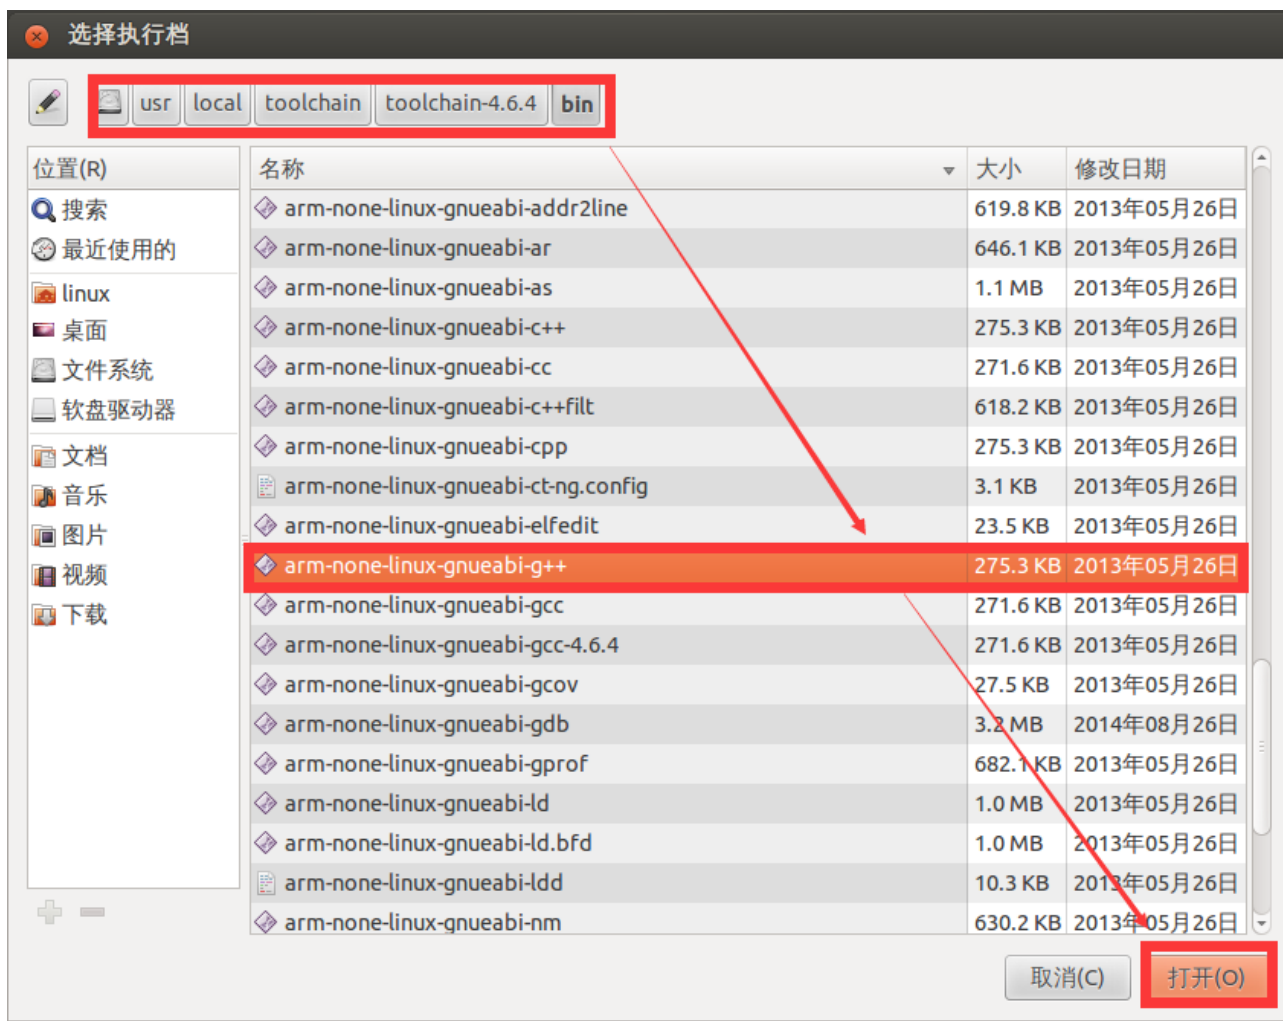 选择执行档
usr local toolchain toolchain-4.6.4 bin
位置(R)
搜索
最近使用的
linux
桌面
文件系统
软盘驱动器
文档
音乐
图片
视频
下载
名称 大小 修改日期
arm-none-linux-gnueabi-addr2line 619.8 KB 2013年05月26日
arm-none-linux-gnueabi-ar 646.1 KB 2013年05月26日
arm-none-linux-gnueabi-as 1.1 MB 2013年05月26日
arm-none-linux-gnueabi-c++ 275.3 KB 2013年05月26日
arm-none-linux-gnueabi-cc 271.6 KB 2013年05月26日
arm-none-linux-gnueabi-c++filt 618.2 KB 2013年05月26日
arm-none-linux-gnueabi-cpp 275.3 KB 2013年05月26日
arm-none-linux-gnueabi-ct-ng.config 3.1 KB 2013年05月26日
arm-none-linux-gnueabi-elfedit 23.5 KB 2013年05月26日
arm-none-linux-gnueabi-g++ 275.3 KB 2013年05月26日
arm-none-linux-gnueabi-gcc 271.6 KB 2013年05月26日
arm-none-linux-gnueabi-gcc-4.6.4 271.6 KB 2013年05月26日
arm-none-linux-gnueabi-gcov 27.5 KB 2013年05月26日
arm-none-linux-gnueabi-gdb 3.2 MB 2014年08月26日
arm-none-linux-gnueabi-gprof 682.1 KB 2013年05月26日
arm-none-linux-gnueabi-ld 1.0 MB 2013年05月26日
arm-none-linux-gnueabi-ld.bfd 1.0 MB 2013年05月26日
arm-none-linux-gnueabi-ldd 10.3 KB 2013年05月26日
arm-none-linux-gnueabi-nm 630.2 KB 2013年05月26日
取消(C) 打开(O)